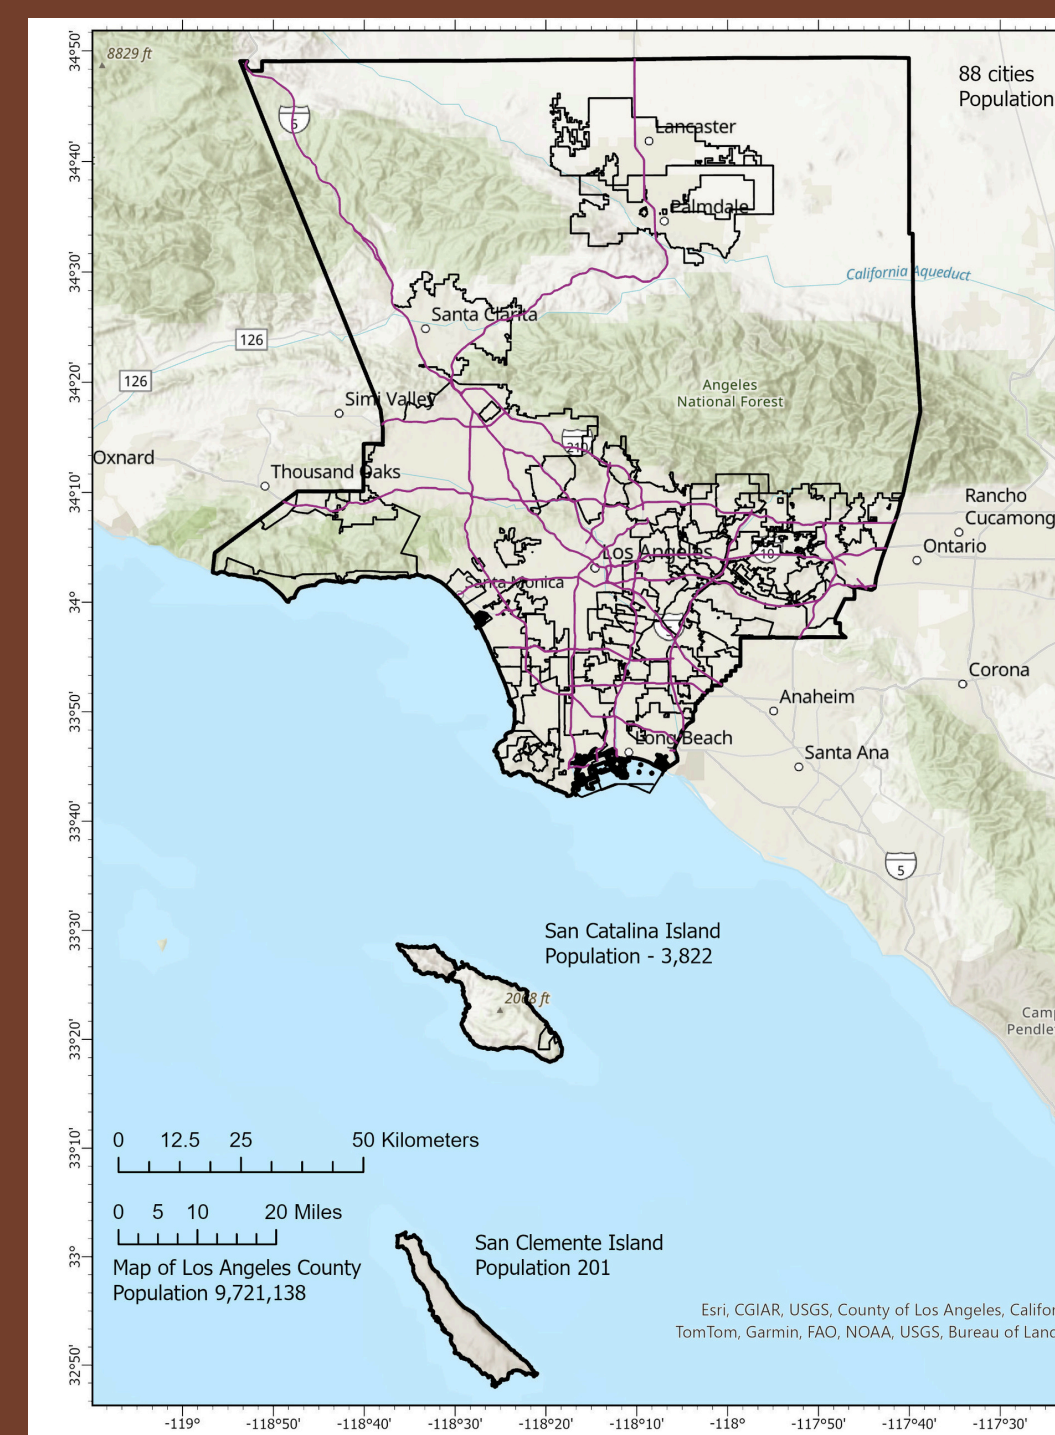 34°50'
8829 ft
88 cities
Population
5
Lancaster
34°40'
Palmdale
34°30'
California Aqueduct
Santa Clarita
126
34°20'
126
Simi Valley
Angeles
National Forest
210
Oxnard
Thousand Oaks
34°10'
Rancho
Cucamong
Los Angeles
10
Ontario
34°
Santa Monica
5
Corona
Anaheim
33°50'
Long Beach
Santa Ana
33°40'
5
33°30'
San Catalina Island
Population - 3,822
2068 ft
Camp
Pendle
33°20'
0 12.5 25 50 Kilometers
33°10'
0 5 10 20 Miles
33°
San Clemente Island
Population 201
Map of Los Angeles County
Population 9,721,138
Esri, CGIAR, USGS, County of Los Angeles, Califor
TomTom, Garmin, FAO, NOAA, USGS, Bureau of Land
32°50'
-119° -118°50' -118°40' -118°30' -118°20' -118°10' -118° -117°50' -117°40' -117°30'